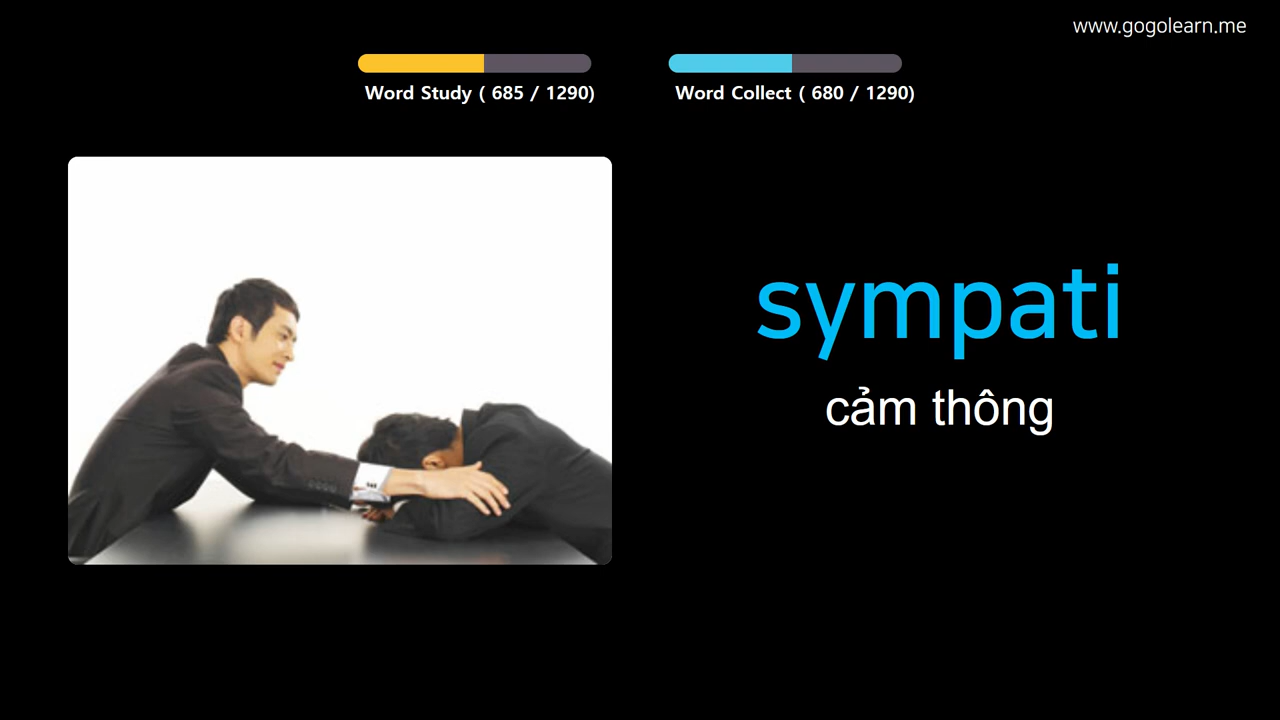 www.gogolearn.me
Word Study ( 685 / 1290)
Word Collect ( 680 / 1290)
sympati
cảm thông